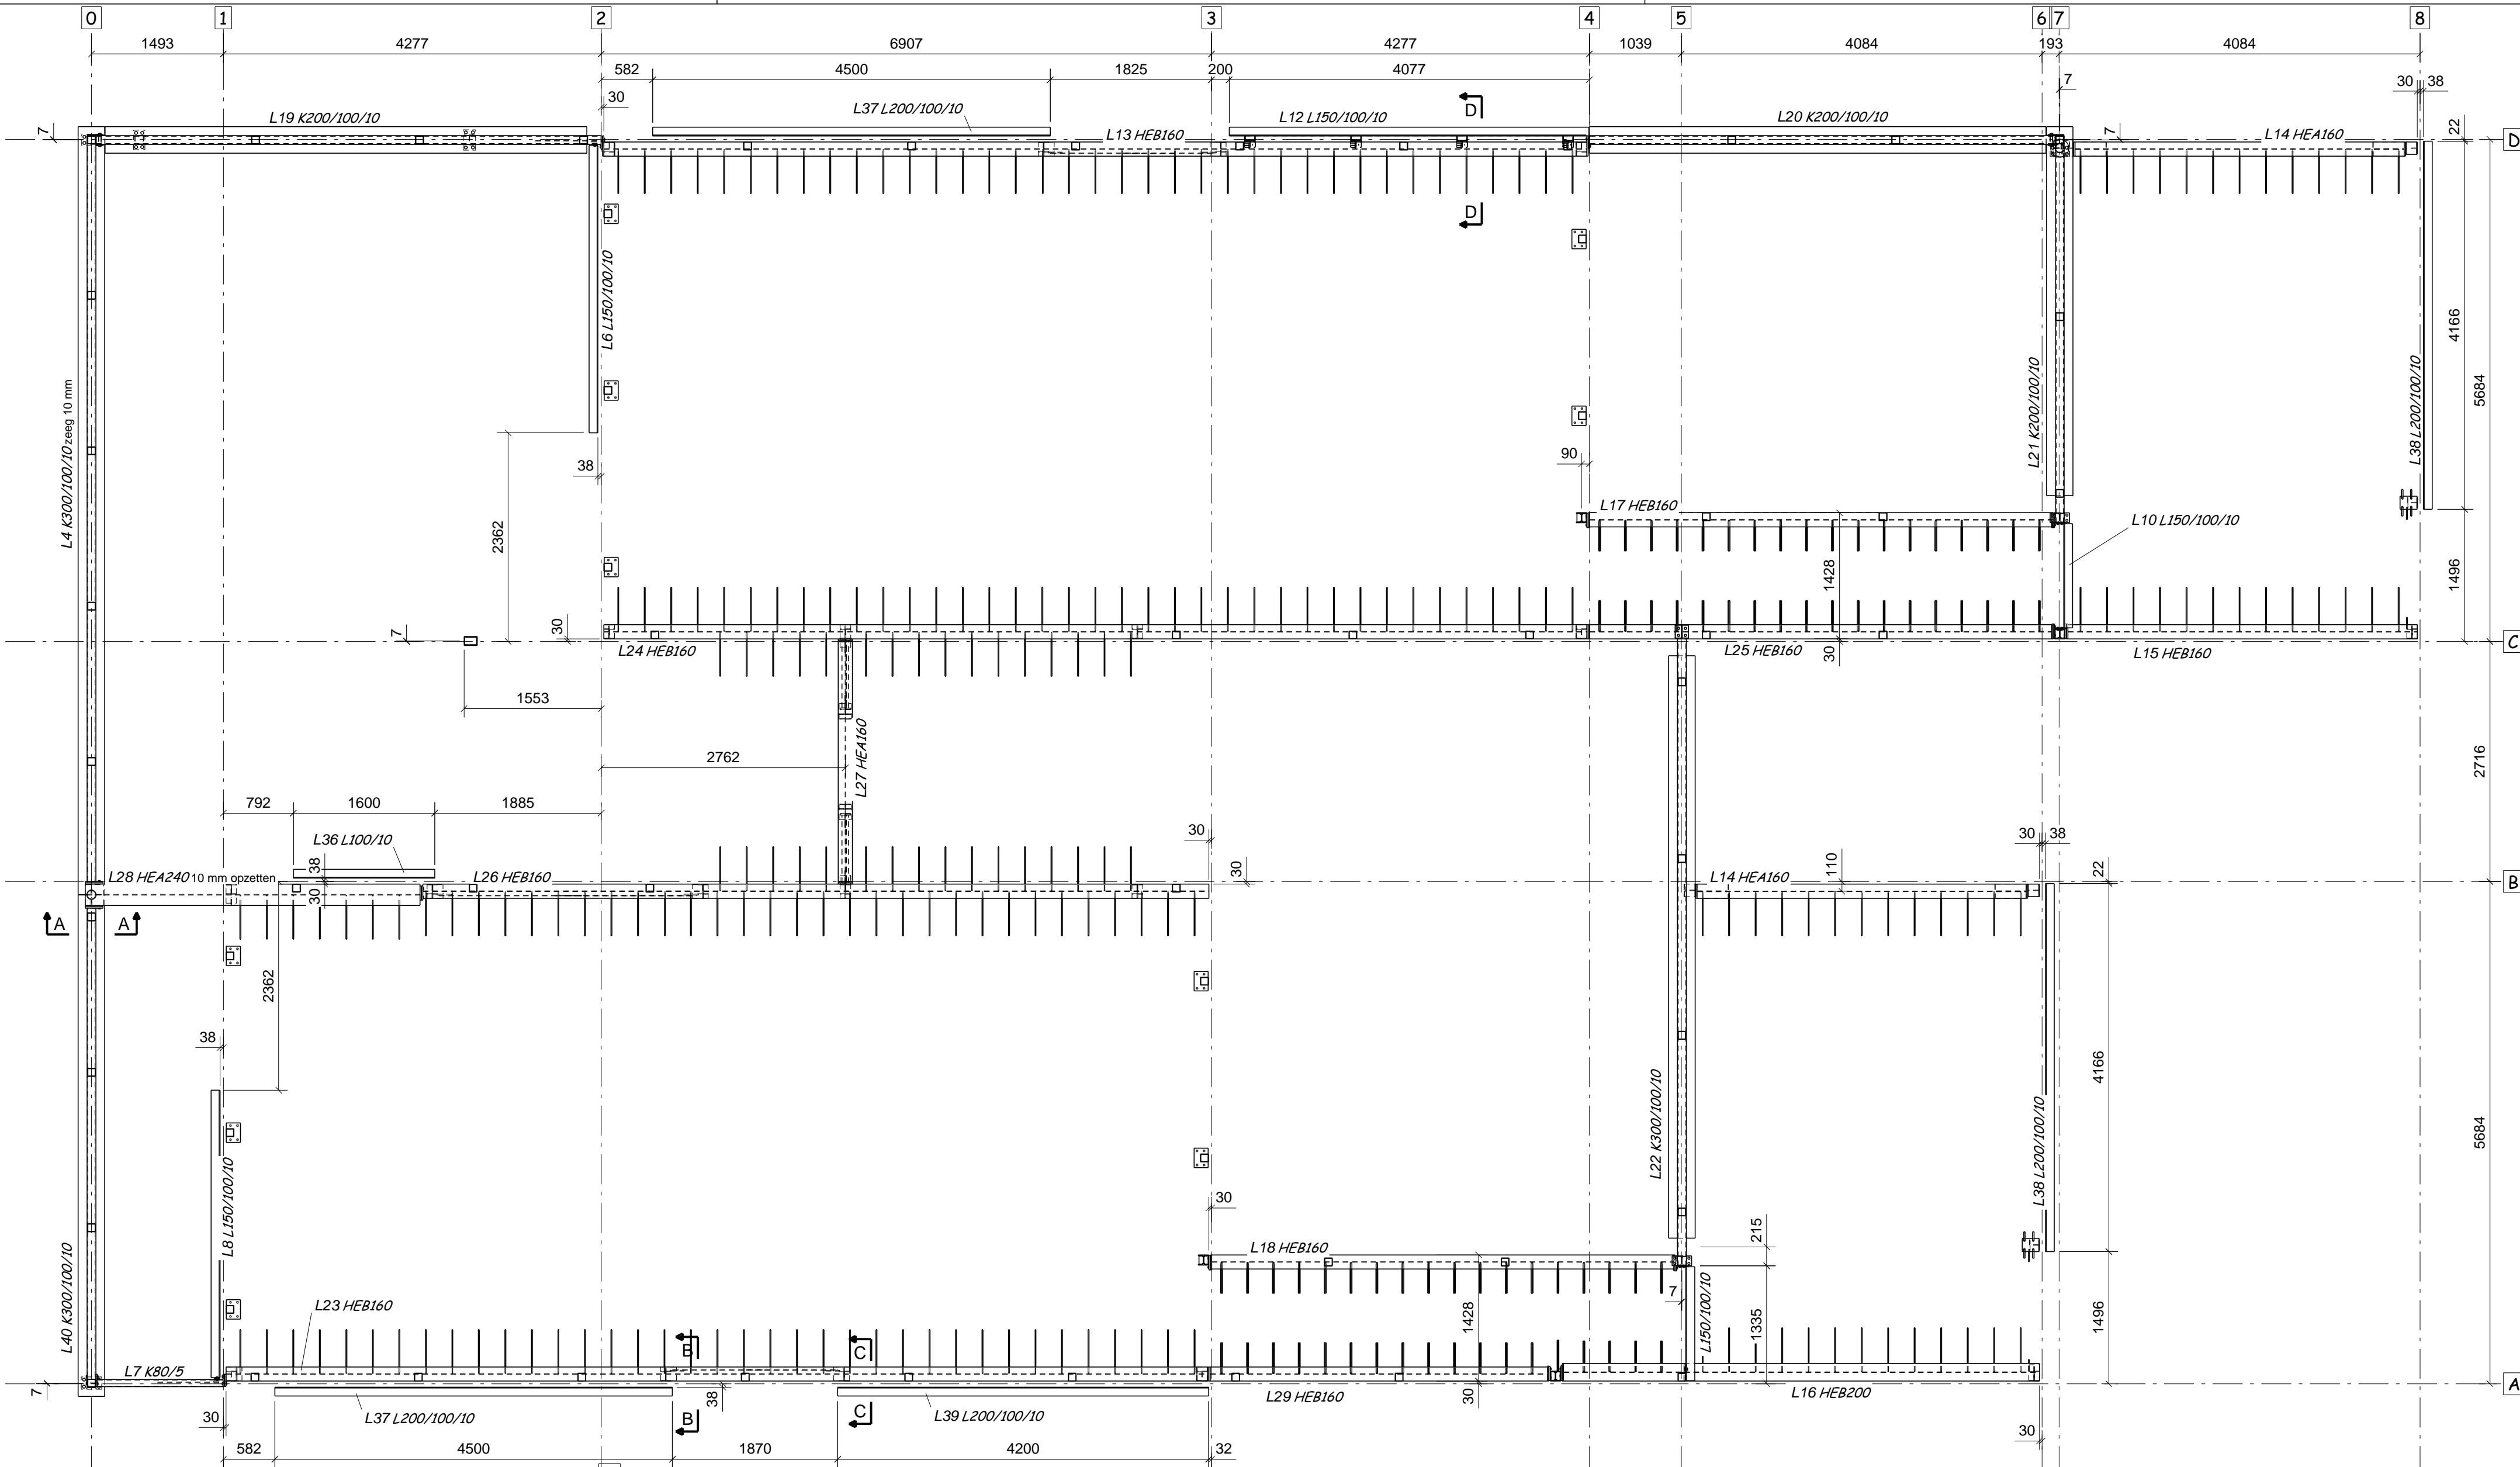 0 1 2 3 4 5 6 7 8
1493 4277 6907 4277 1039 4084 193 4084
582 4500 1825 200 4077
30 7 30 38
L37 L200/100/10 D
L19 K200/100/10 L12 L150/100/10 L20 K200/100/10
7 L13 HEB160 7 L14 HEA160 22 D
D
L6 L150/100/10
4166
5684
L4 K300/100/10 zeeg 10 mm
L21 K200/100/10
L38 L200/100/10
38 90
2362
L17 HEB160
L10 L150/100/10
1428 1496
7 30
L24 HEB160 30 L25 HEB160 L15 HEB160 C
1553
2762
L27 HEA160
2716
792 1600 1885
L36 L100/10 30 30 38
38 30 110 22
L28 HEA240 10 mm opzetten L26 HEB160 L14 HEA160 B
30
A A
2362
38
4166
L22 K300/100/10
5684
L8 L150/100/10
L38 L200/100/10
30
215
L18 HEB160
L40 K300/100/10
L23 HEB160
7
1428 L150/100/10 1335 1496
B C
L7 K80/5
7 38 30 A
L29 HEB160 L16 HEB200
L37 L200/100/10 B C L39 L200/100/10
30 30
582 4500 1870 4200 32